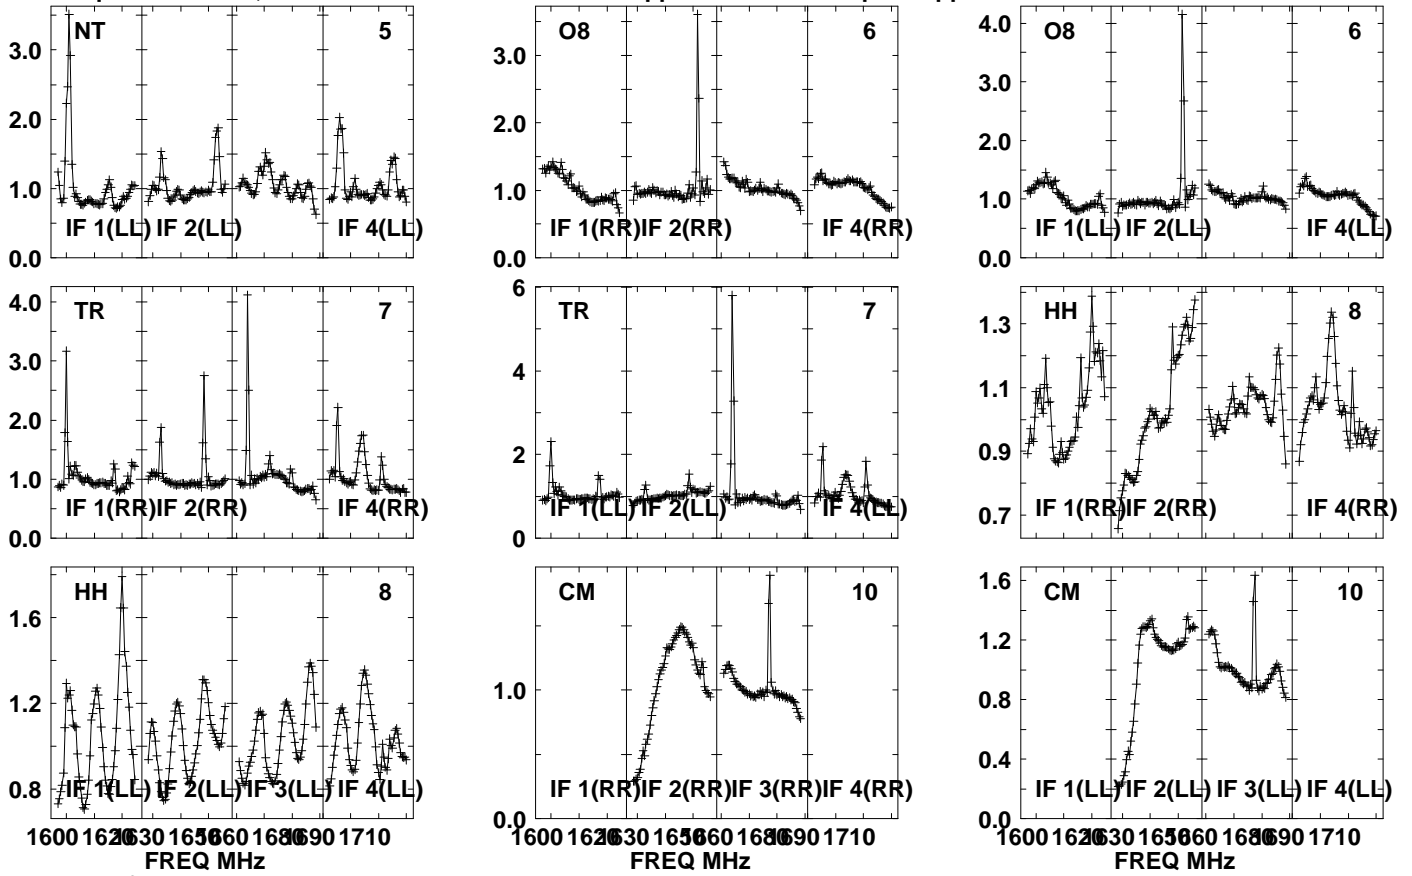 NT 5 O8 6 O8 6
3.0 3.0 4.0
2.0 2.0 3.0
1.0 1.0 2.0
0.0 0.0 1.0
0.0
IF 1(LL) IF 2(LL) IF 4(LL) IF 1(RR) IF 2(RR) IF 4(RR) IF 1(LL) IF 2(LL) IF 4(LL)
TR 7 TR 7 HH 8
4.0 6 1.3
3.0 4 1.1
2.0 2 0.9
1.0 0 0.7
0.0
IF 1(RR) IF 2(RR) IF 4(RR) IF 1(LL) IF 2(LL) IF 4(LL) IF 1(RR) IF 2(RR) IF 4(RR)
HH 8 CM 10 CM 10
1.6 1.0 1.6
1.2 0.0 1.2
0.8 0.8
0.4
0.0
IF 1(LL) IF 2(LL) IF 3(LL) IF 4(LL) IF 1(RR) IF 2(RR) IF 3(RR) IF 4(RR) IF 1(LL) IF 2(LL) IF 3(LL) IF 4(LL)
1600 1620 1630 1650 1660 1680 1690 1710 1600 1620 1630 1650 1660 1680 1690 1710 1600 1620 1630 1650 1660 1680 1690 1710
FREQ MHz FREQ MHz FREQ MHz